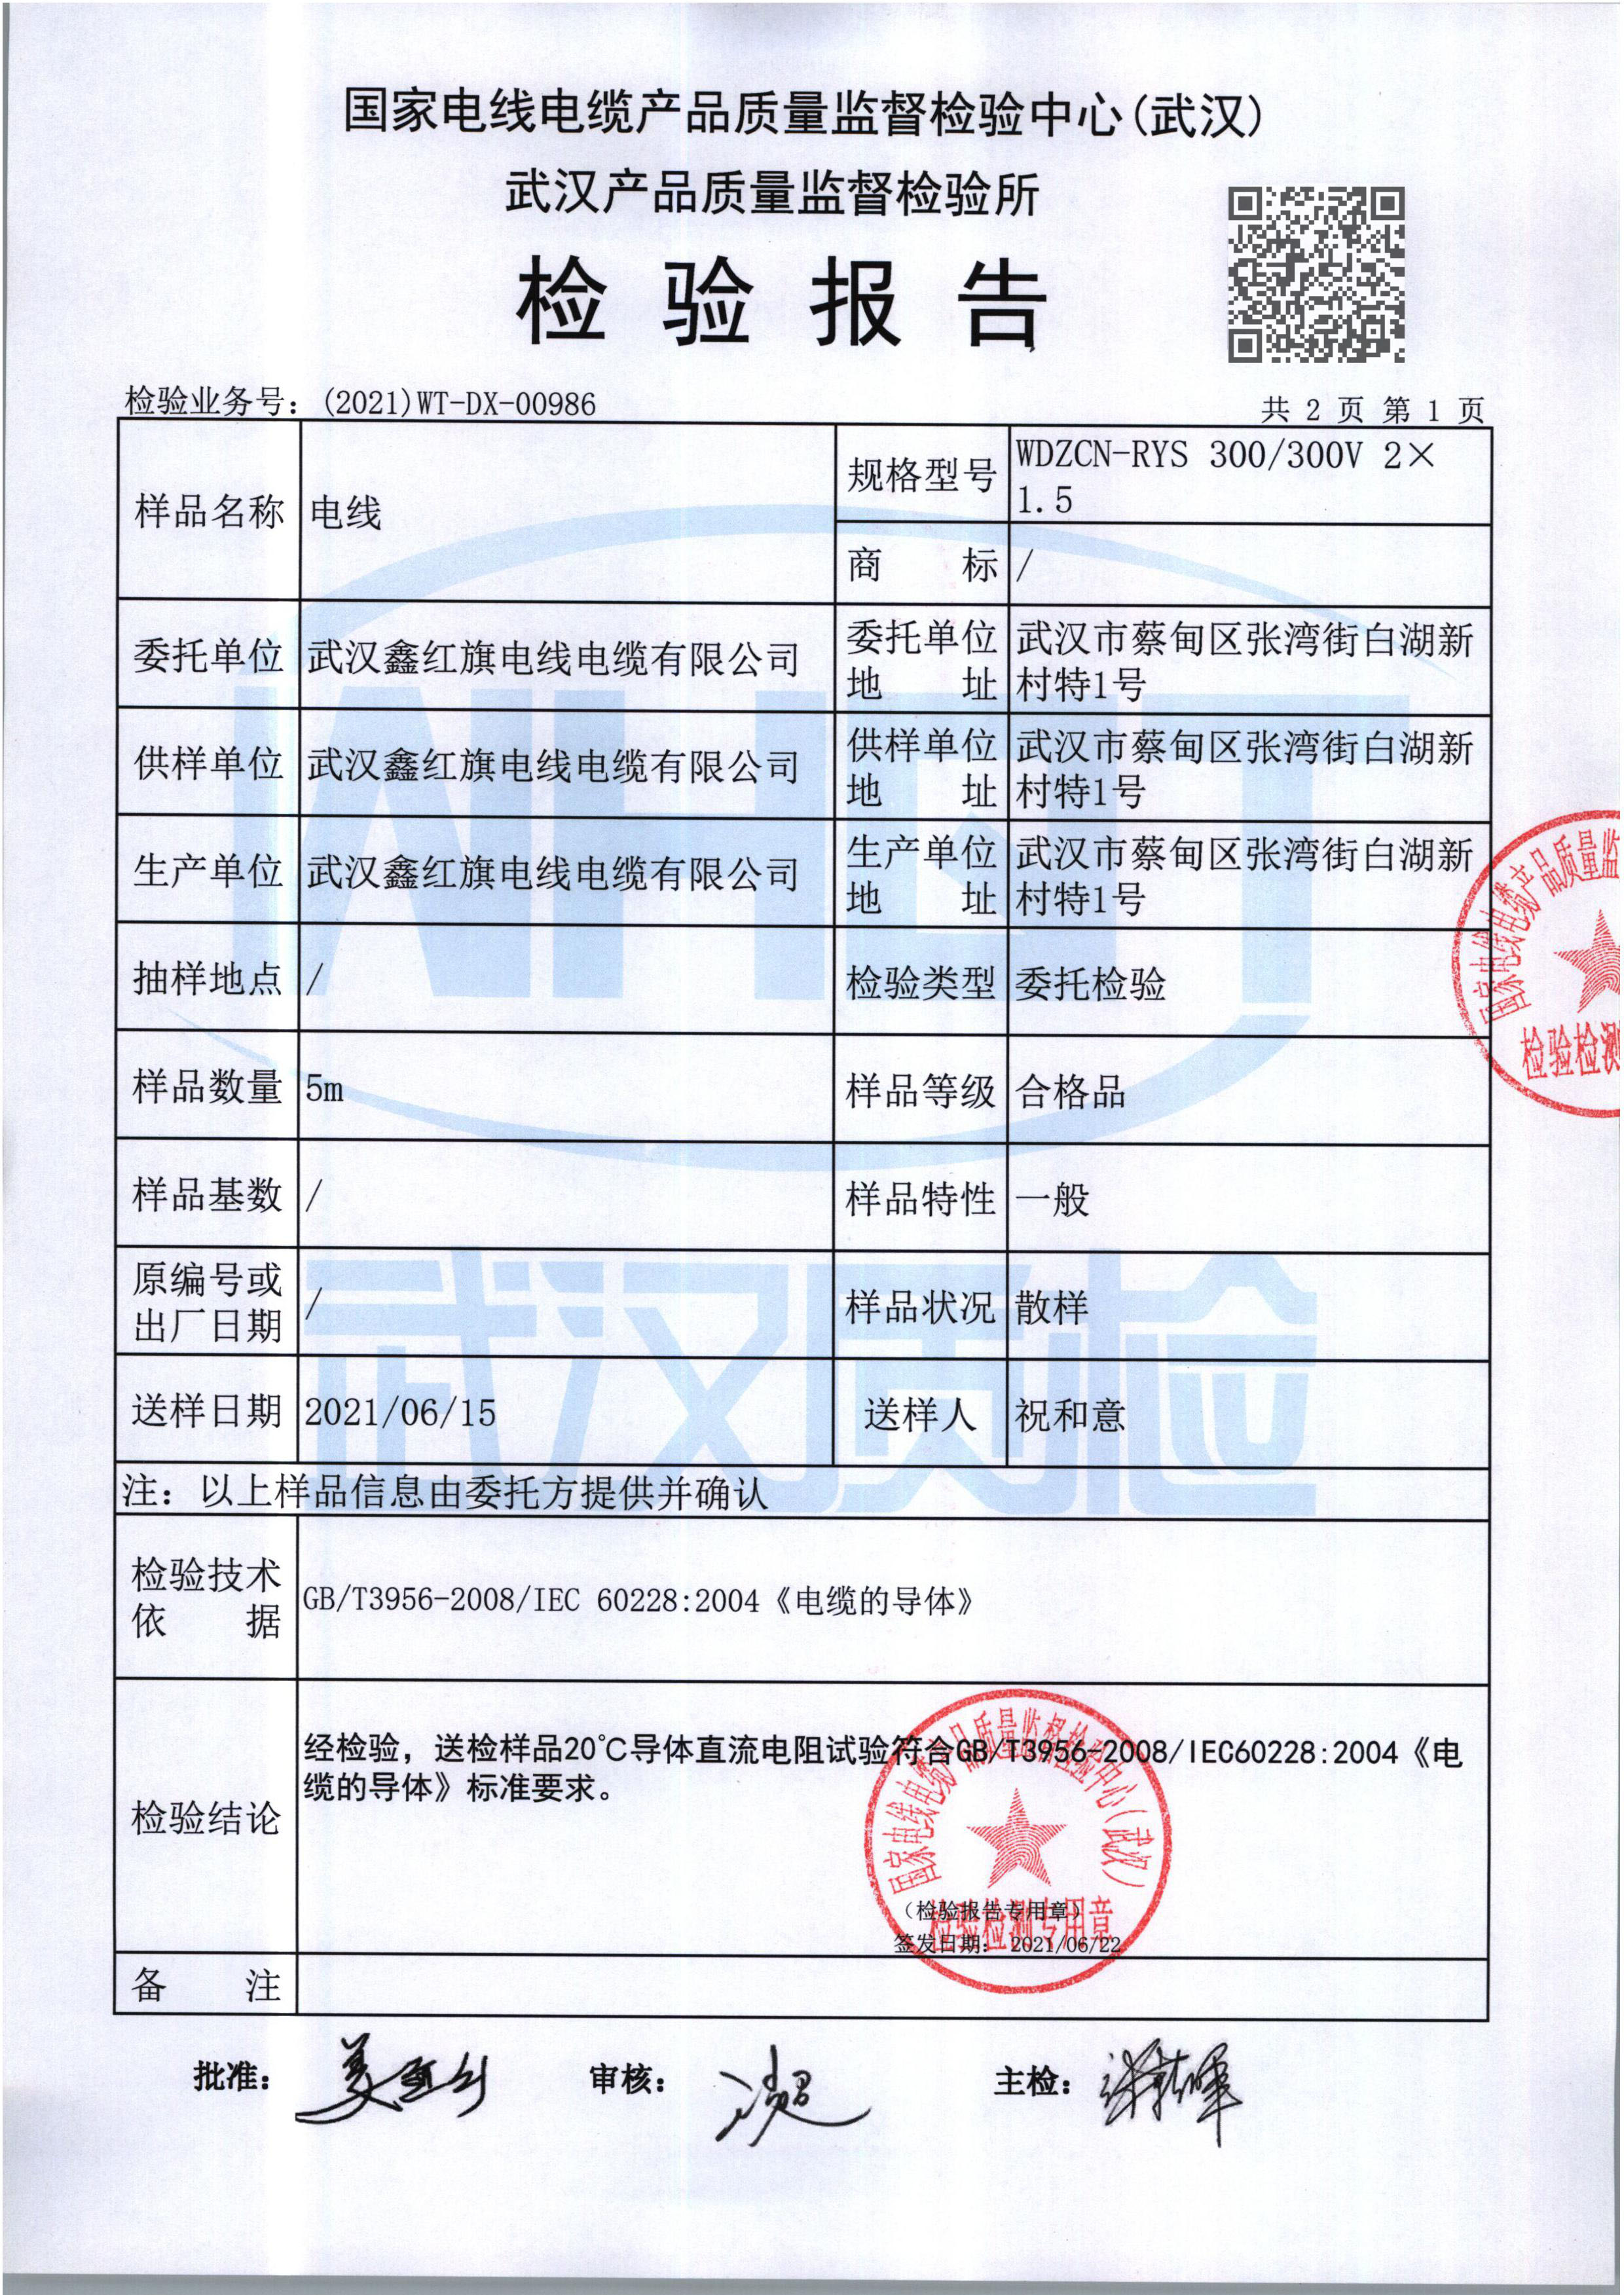 国家电线电缆产品质量监督检验中心(武汉)
武汉产品质量监督检验所
检验报告
检验业务号：(2021)WT-DX-00986
共 2 页 第 1 页
样品名称
电线
规格型号
WDZCN-RYS 300/300V 2×
1.5
商 标
/
委托单位
武汉鑫红旗电线电缆有限公司
委托单位
地 址
武汉市蔡甸区张湾街白湖新
村特1号
供样单位
武汉鑫红旗电线电缆有限公司
供样单位
地 址
武汉市蔡甸区张湾街白湖新
村特1号
生产单位
武汉鑫红旗电线电缆有限公司
生产单位
地 址
武汉市蔡甸区张湾街白湖新
村特1号
抽样地点
/
检验类型
委托检验
样品数量
5m
样品等级
合格品
样品基数
/
样品特性
一般
原编号或
出厂日期
/
样品状况
散样
送样日期
2021/06/15
送样人
祝和意
注：以上样品信息由委托方提供并确认
检验技术
依 据
GB/T3956-2008/IEC 60228:2004《电缆的导体》
检验结论
经检验，送检样品20℃导体直流电阻试验符合GB/T3956-2008/IEC60228:2004《电
缆的导体》标准要求。
（检验报告专用章）
签发日期： 2021/06/22
备 注
批准：
审核：
主检：
国家电线电缆产品质量监督检验中心(武汉)
检验检测专用章
国家电线电缆产品质量监
检验检测
WHQT
武汉质检